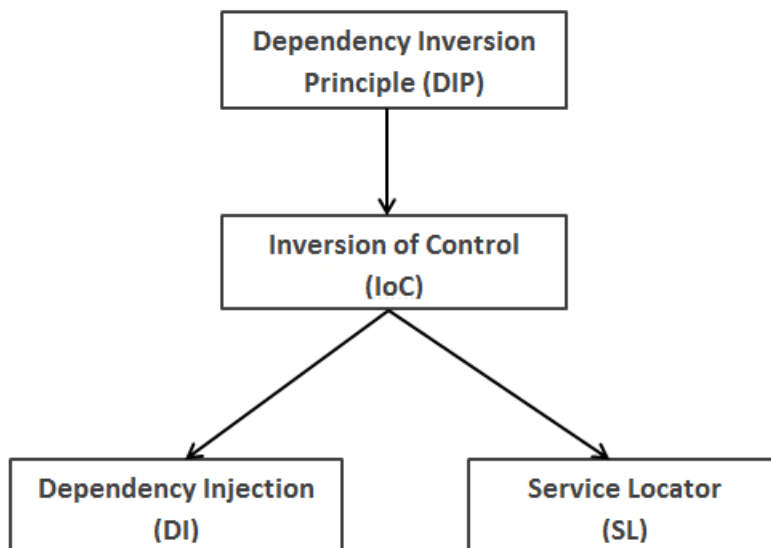 Dependency Inversion
Principle (DIP)
Inversion of Control
(IoC)
Dependency Injection
(DI)
Service Locator
(SL)